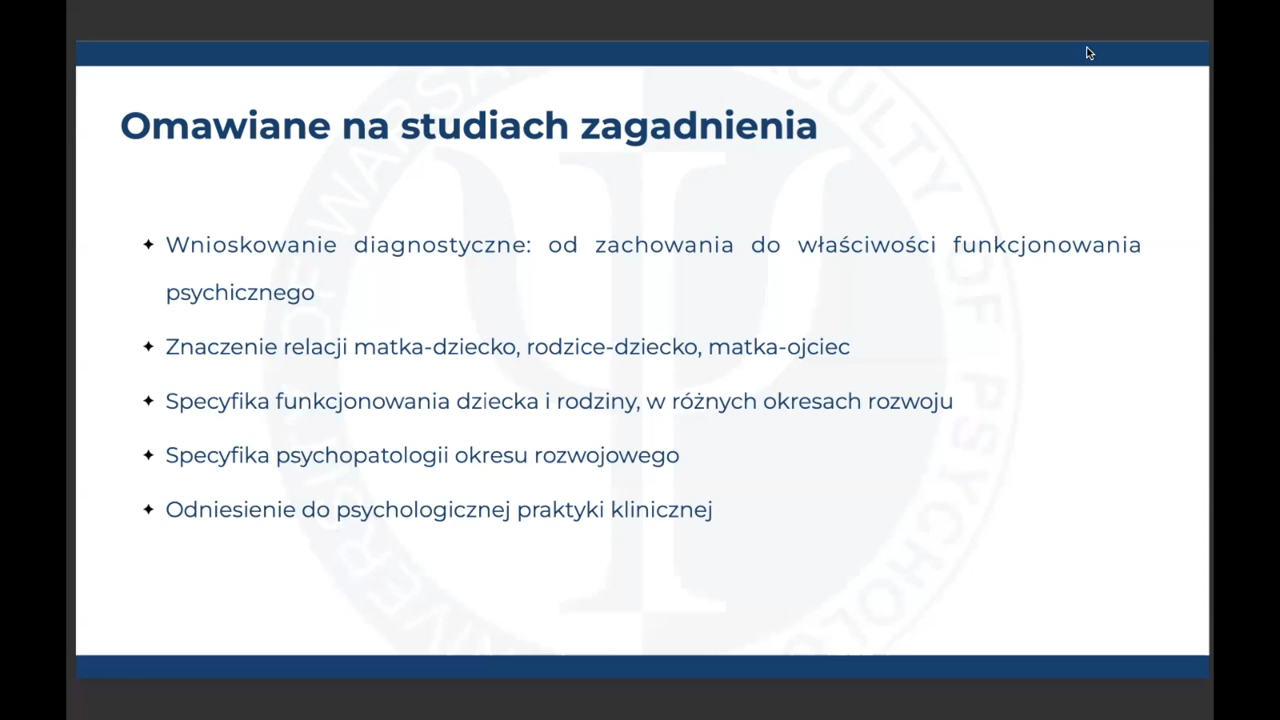 Omawiane na studiach zagadnienia
✦ Wnioskowanie diagnostyczne: od zachowania do właściwości funkcjonowania
psychicznego
✦ Znaczenie relacji matka-dziecko, rodzice-dziecko, matka-ojciec
✦ Specyfika funkcjonowania dziecka i rodziny, w różnych okresach rozwoju
✦ Specyfika psychopatologii okresu rozwojowego
✦ Odniesienie do psychologicznej praktyki klinicznej